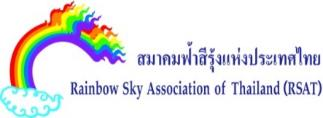 สมาคมฟ้าสีรุ้งแห่งประเทศไทย
Rainbow Sky Association of Thailand (RSAT)